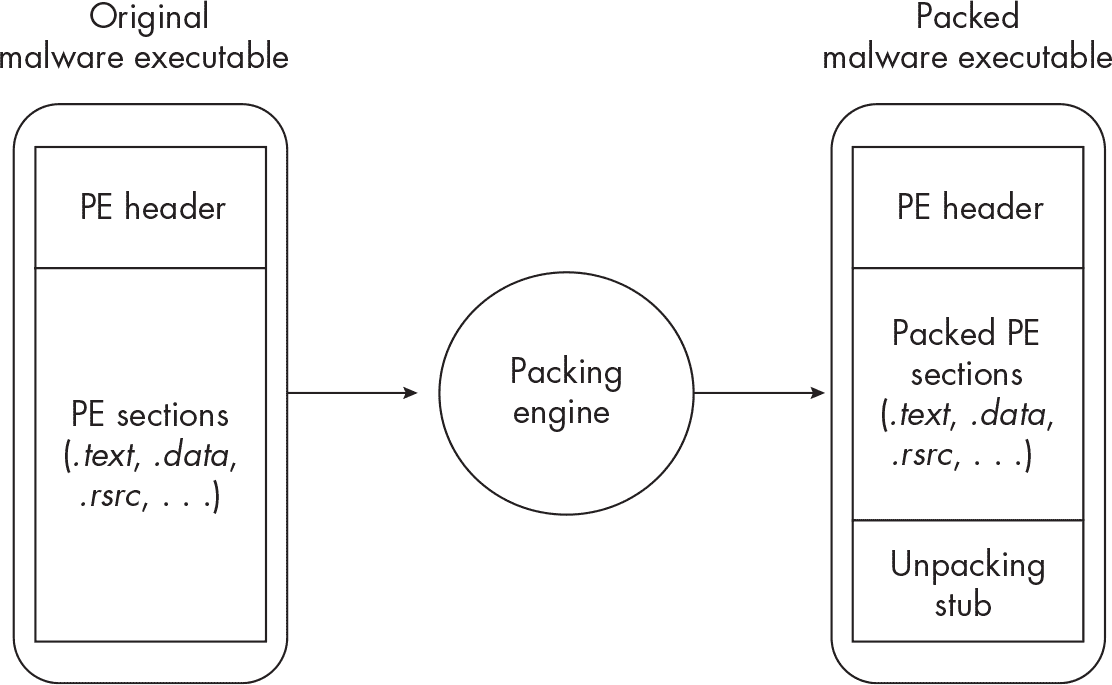 Original
malware executable
PE header
PE sections
(.text, .data,
.rsrc, . . .)
Packing
engine
Packed
malware executable
PE header
Packed PE
sections
(.text, .data,
.rsrc, . . .)
Unpacking
stub